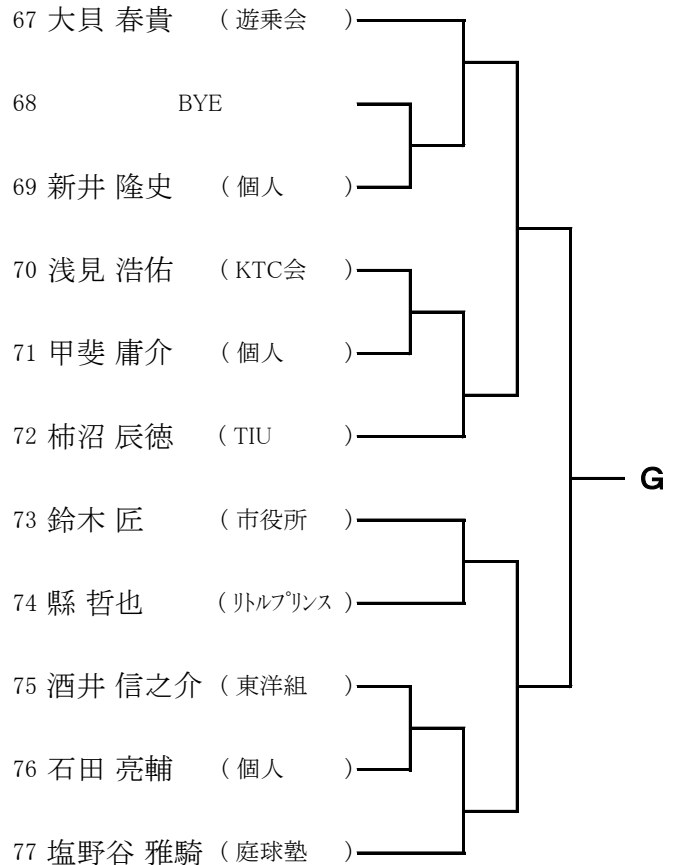 67 大貝 春貴 ( 遊乗会 )
68 BYE
69 新井 隆史 ( 個人 )
70 浅見 浩佑 ( KTC会 )
71 甲斐 庸介 ( 個人 )
72 柿沼 辰徳 ( TIU )
G
73 鈴木 匠 ( 市役所 )
74 縣 哲也 ( ﾘﾄﾙﾌﾟﾘﾝｽ )
75 酒井 信之介 ( 東洋組 )
76 石田 亮輔 ( 個人 )
77 塩野谷 雅騎 ( 庭球塾 )